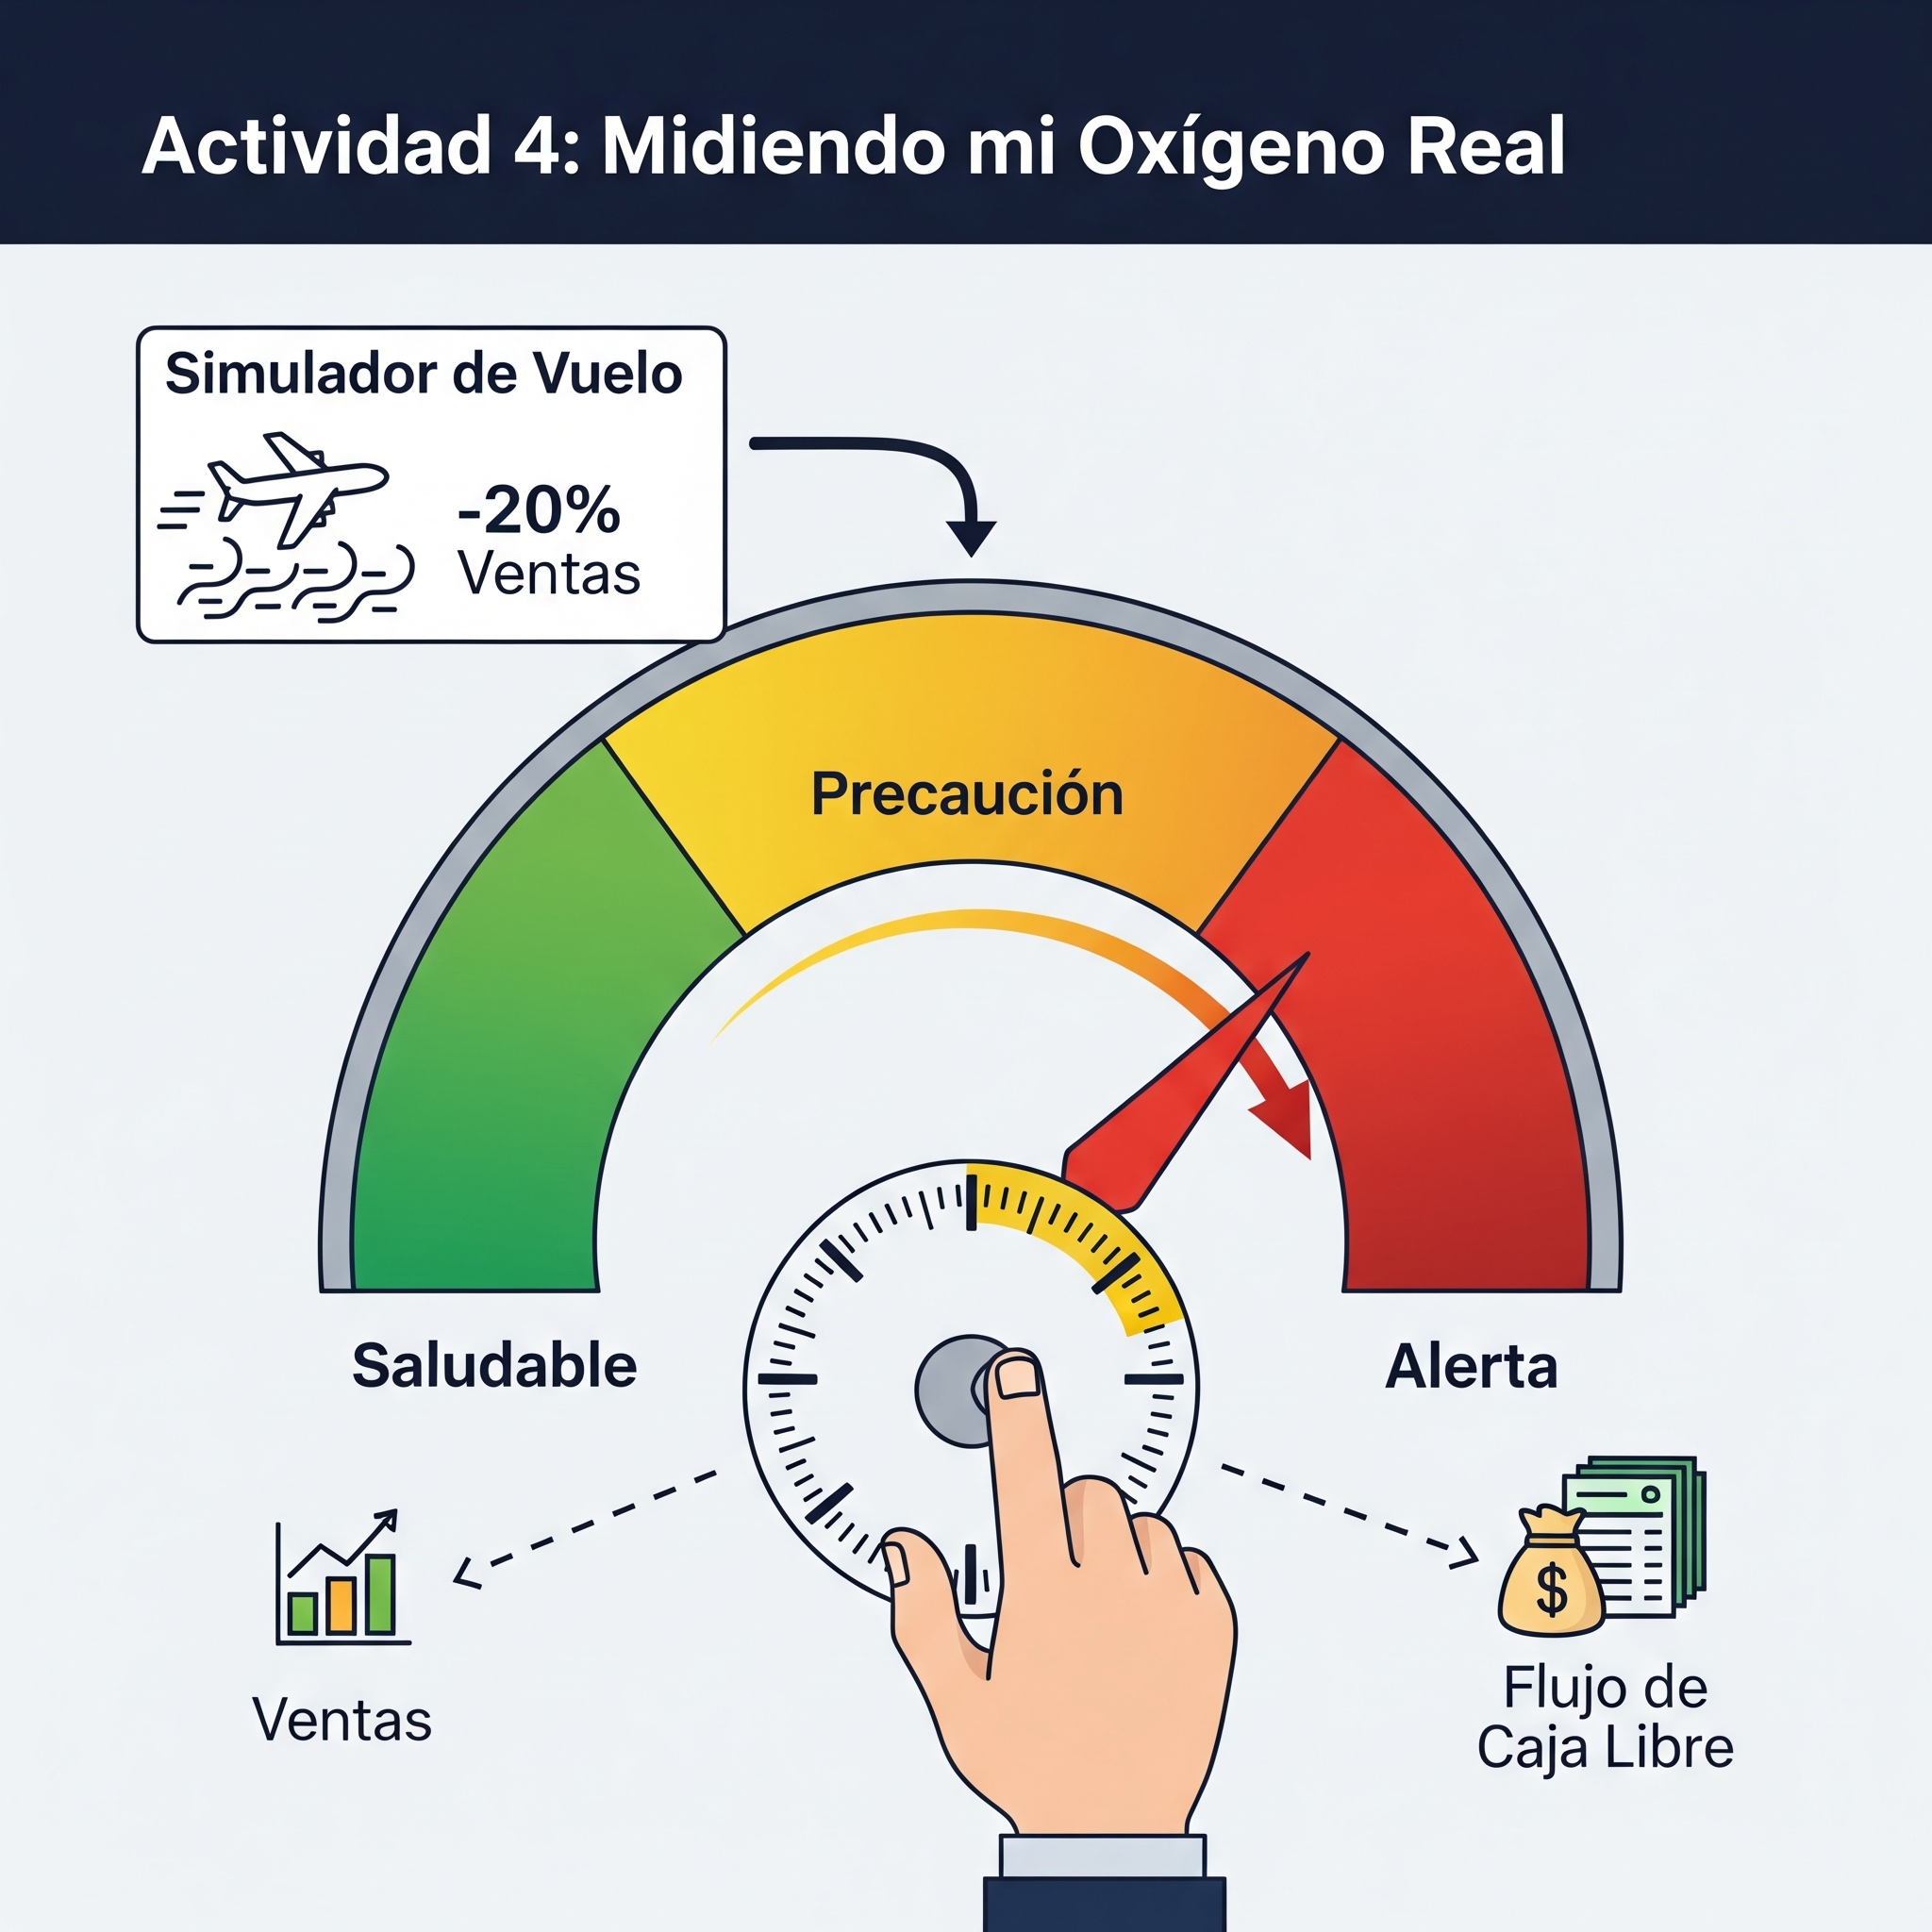 Actividad 4: Midiendo mi Oxígeno Real
Simulador de Vuelo
-20%
Ventas
Precaución
Saludable
Alerta
$
Ventas
Flujo de
Caja Libre